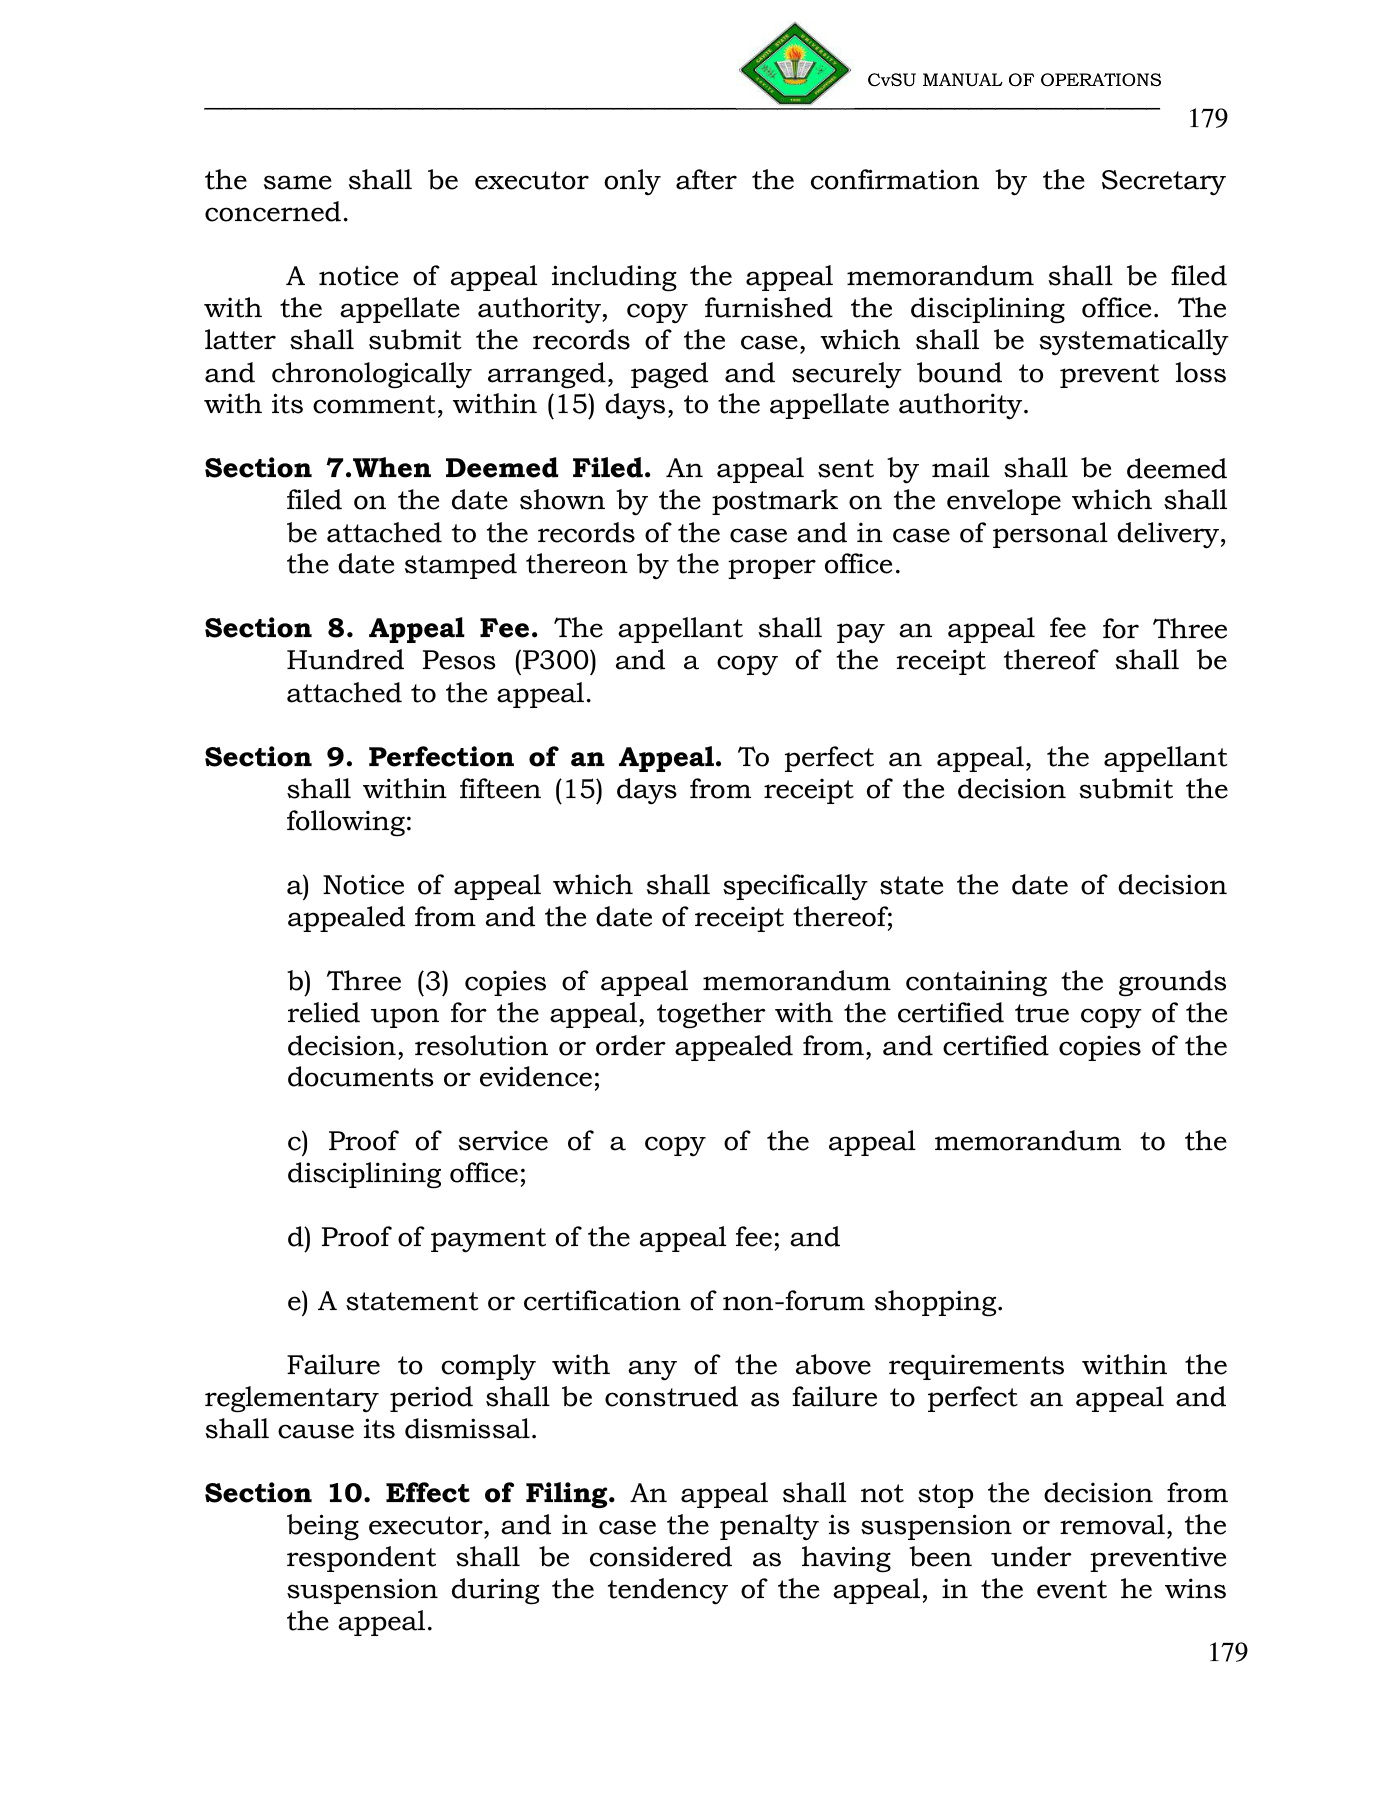 CvSU MANUAL OF OPERATIONS
179
the same shall be executor only after the confirmation by the Secretary
concerned.
A notice of appeal including the appeal memorandum shall be filed
with the appellate authority, copy furnished the disciplining office. The
latter shall submit the records of the case, which shall be systematically
and chronologically arranged, paged and securely bound to prevent loss
with its comment, within (15) days, to the appellate authority.
Section 7.When Deemed Filed. An appeal sent by mail shall be deemed
filed on the date shown by the postmark on the envelope which shall
be attached to the records of the case and in case of personal delivery,
the date stamped thereon by the proper office.
Section 8. Appeal Fee. The appellant shall pay an appeal fee for Three
Hundred Pesos (P300) and a copy of the receipt thereof shall be
attached to the appeal.
Section 9. Perfection of an Appeal. To perfect an appeal, the appellant
shall within fifteen (15) days from receipt of the decision submit the
following:
a) Notice of appeal which shall specifically state the date of decision
appealed from and the date of receipt thereof;
b) Three (3) copies of appeal memorandum containing the grounds
relied upon for the appeal, together with the certified true copy of the
decision, resolution or order appealed from, and certified copies of the
documents or evidence;
c) Proof of service of a copy of the appeal memorandum to the
disciplining office;
d) Proof of payment of the appeal fee; and
e) A statement or certification of non-forum shopping.
Failure to comply with any of the above requirements within the
reglementary period shall be construed as failure to perfect an appeal and
shall cause its dismissal.
Section 10. Effect of Filing. An appeal shall not stop the decision from
being executor, and in case the penalty is suspension or removal, the
respondent shall be considered as having been under preventive
suspension during the tendency of the appeal, in the event he wins
the appeal.
179